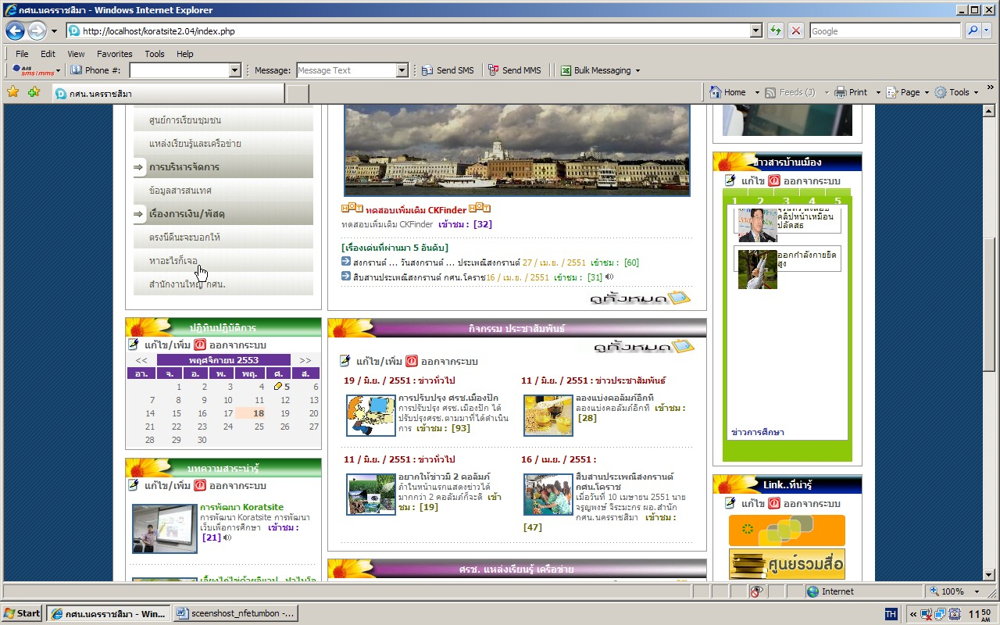 กศน.นครราชสีมา - Windows Internet Explorer
http://localhost/koratsite2.04/index.php
Google
File Edit View Favorites Tools Help
AIS sms|mms Phone #: Message: Message Text Send SMS Send MMS Bulk Messaging
กศน.นครราชสีมา
Home Feeds (J) Print Page Tools »
ศูนย์การเรียนชุมชน
แหล่งเรียนรู้และเครือข่าย
การบริหารจัดการ
ข้อมูลสารสนเทศ
เรื่องการเงิน/พัสดุ
ตรงนี้ดีนะจะบอกให้
หาอะไรก็เจอ
สำนักงานใหญ่ กศน.
ปฏิทินปฏิบัติการ
แก้ไข/เพิ่ม ออกจากระบบ
<< พฤศจิกายน 2553 >>
อา. จ. อ. พ. พฤ. ศ. ส.
1 2 3 4 5 6
7 8 9 10 11 12 13
14 15 16 17 18 19 20
21 22 23 24 25 26 27
28 29 30
บทความสาระน่ารู้
แก้ไข/เพิ่ม ออกจากระบบ
การพัฒนา Koratsite
การพัฒนา Koratsite การพัฒนา
เว็บเพื่อการศึกษา เข้าชม :
[21]
HOT ทดสอบเพิ่มเติม CKFinder HOT
ทดสอบเพิ่มเติม CKFinder เข้าชม : [32]
[เรื่องเด่นที่ผ่านมา 5 อันดับ]
สงกรานต์ ... วันสงกรานต์ ... ประเพณีสงกรานต์ 27 / เม.ย. / 2551 เข้าชม : [60]
สืบสานประเพณีสงกรานต์ กศน.โคราช16 / เม.ย. / 2551 เข้าชม : [31]
ดูทั้งหมด
กิจกรรม ประชาสัมพันธ์
ดูทั้งหมด
แก้ไข/เพิ่ม ออกจากระบบ
19 / มิ.ย. / 2551 : ข่าวทั่วไป
การปรับปรุง ศรช.เมืองปัก
การปรับปรุง ศรช.เมืองปัก ได้
ปรับปรุงศรช.ตามมาที่ได้ดำเนิน
การ เข้าชม : [93]
11 / มิ.ย. / 2551 : ข่าวประชาสัมพันธ์
ลองแบ่งคอลัมภ์อีกที
ลองแบ่งคอลัมภ์อีกที เข้าชม :
[28]
11 / มิ.ย. / 2551 : ข่าวทั่วไป
อยากให้ข่าวมี 2 คอลัมภ์
ถ้าในหน้าแรกแสดงข่าวได้
มากกว่า 2 คอลัมภ์ก็จะดี เข้า
ชม : [19]
16 / เม.ย. / 2551 :
สืบสานประเพณีสงกรานต์
กศน.โคราช
เมื่อวันที่ 10 เมษายน 2551 นาย
จรูญพงษ์ จิระมะกร ผอ.สำนัก
กศน.นครราชสีมา เข้าชม :
[47]
ศรช. แหล่งเรียนรู้ เครือข่าย
ข่าวสารบ้านเมือง
แก้ไข ออกจากระบบ
1 2 3 4 5
คลิปหน้าเหมือน
ปลัดสธ
ออกกำลังกายยืด
สูง
ข่าวการศึกษา
Link..ที่น่ารู้
แก้ไข ออกจากระบบ
ศูนย์รวมสื่อ
Internet 100%
Start กศน.นครราชสีมา - Win... sceenshost_nfetumbon -... TH « 11 50 AM